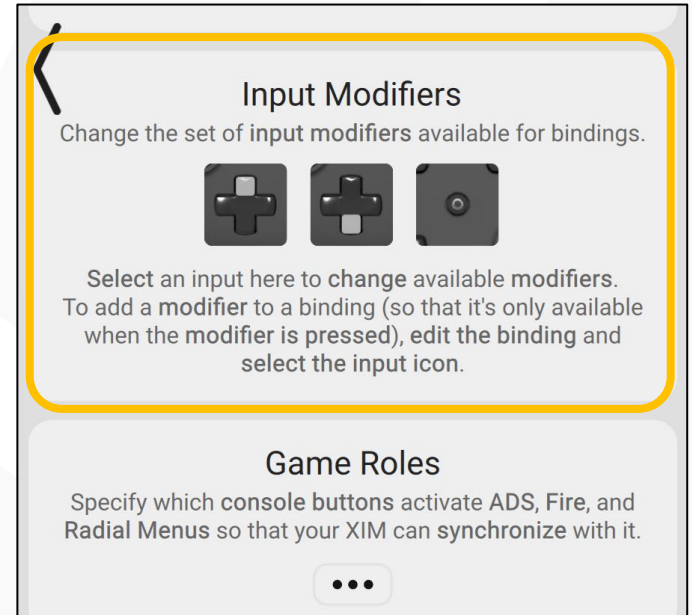 Input Modifiers
Change the set of input modifiers available for bindings.
Select an input here to change available modifiers.
To add a modifier to a binding (so that it's only available
when the modifier is pressed), edit the binding and
select the input icon.
Game Roles
Specify which console buttons activate ADS, Fire, and
Radial Menus so that your XIM can synchronize with it.